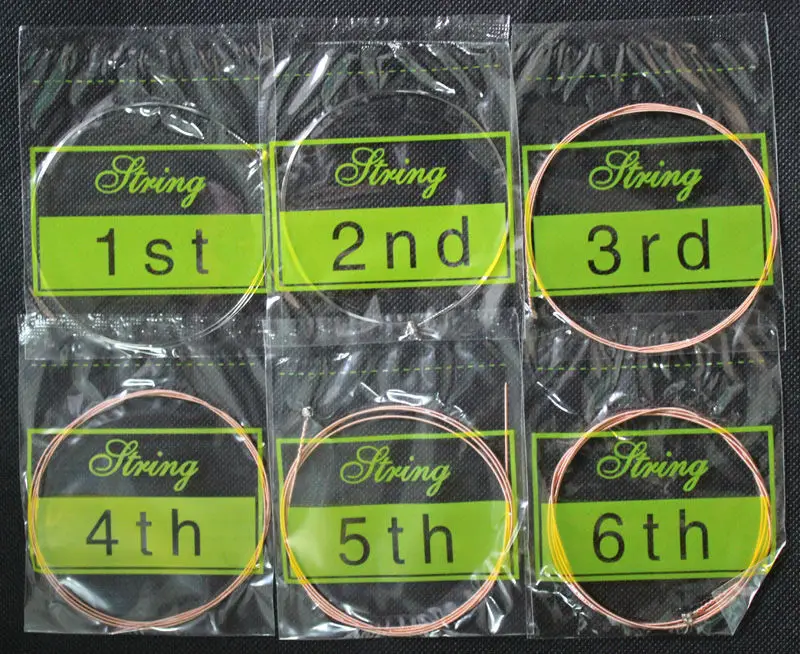 String
1st
String
2nd
String
3rd
String
4th
String
5th
String
6th